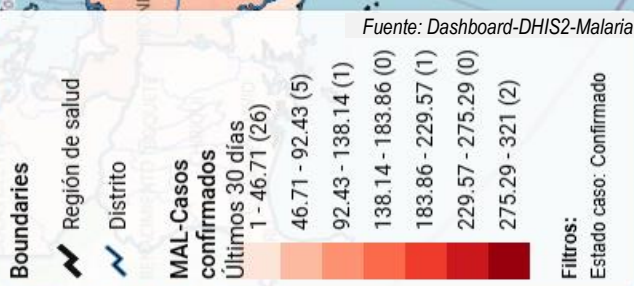 Fuente: Dashboard-DHIS2-Malaria
Boundaries
Región de salud
Distrito
MAL-Casos
confirmados
Últimos 30 días
1 - 46.71 (26)
46.71 - 92.43 (5)
92.43 - 138.14 (1)
138.14 - 183.86 (0)
183.86 - 229.57 (1)
229.57 - 275.29 (0)
275.29 - 321 (2)
Filtros:
Estado caso: Confirmado